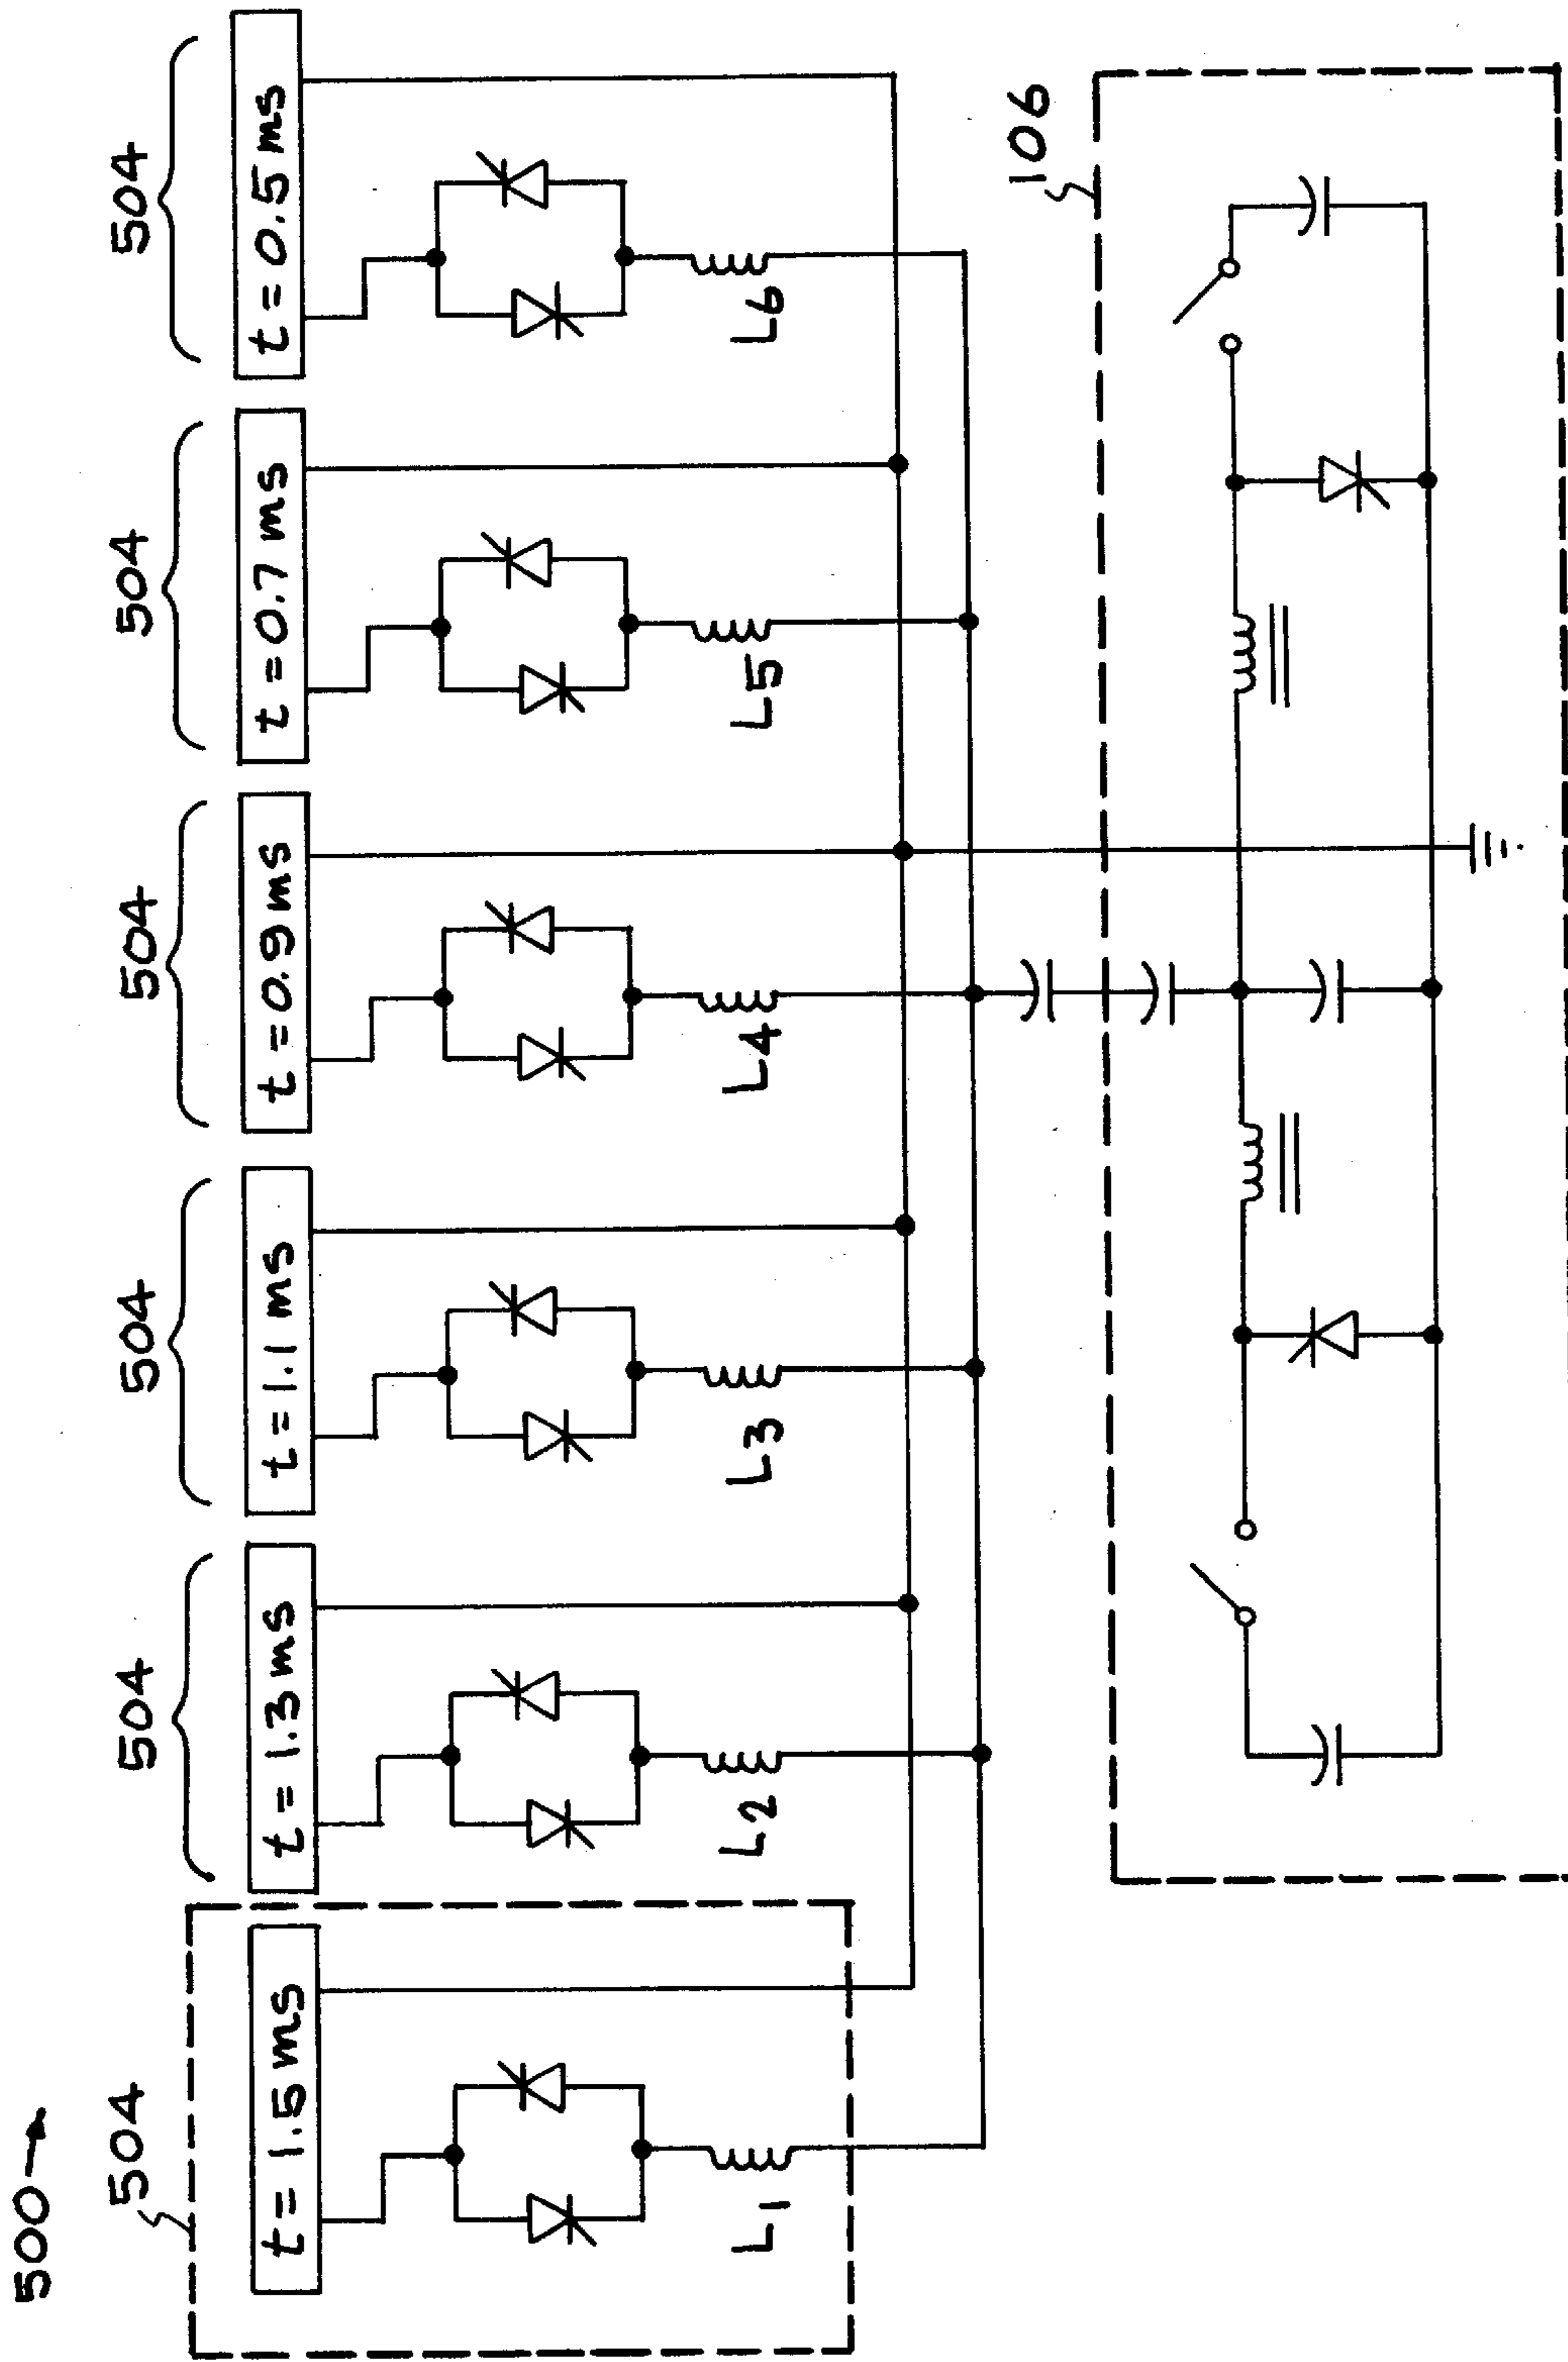 500
504
504
504
504
504
504
t = 1.5 ms
t = 1.3 ms
t = 1.1 ms
t = 0.9 ms
t = 0.7 ms
t = 0.5 ms
L1
L2
L3
L4
L5
L6
106